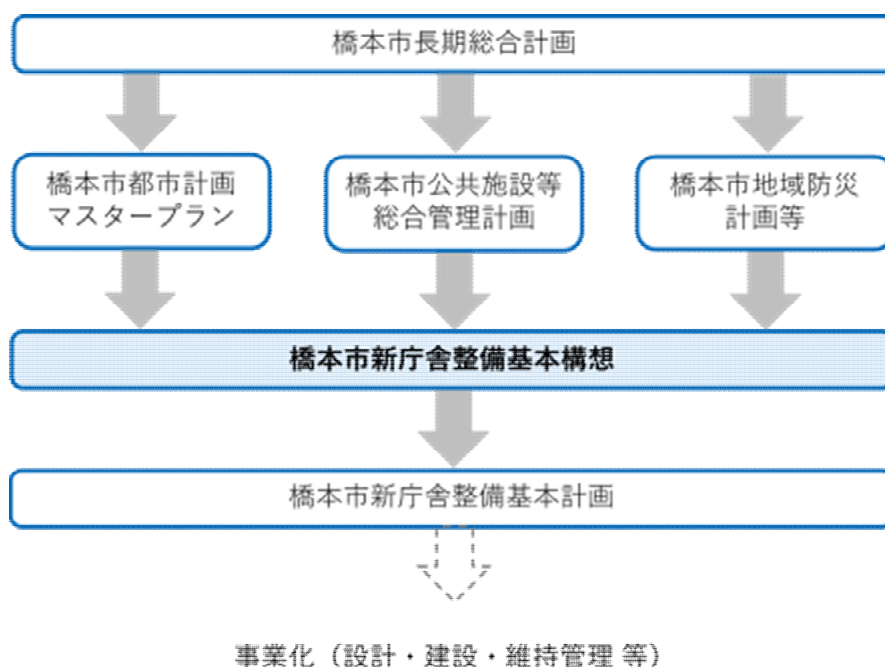 橋本市長期総合計画
橋本市都市計画
マスタープラン
橋本市公共施設等
総合管理計画
橋本市地域防災
計画等
橋本市新庁舎整備基本構想
橋本市新庁舎整備基本計画
事業化（設計・建設・維持管理 等）